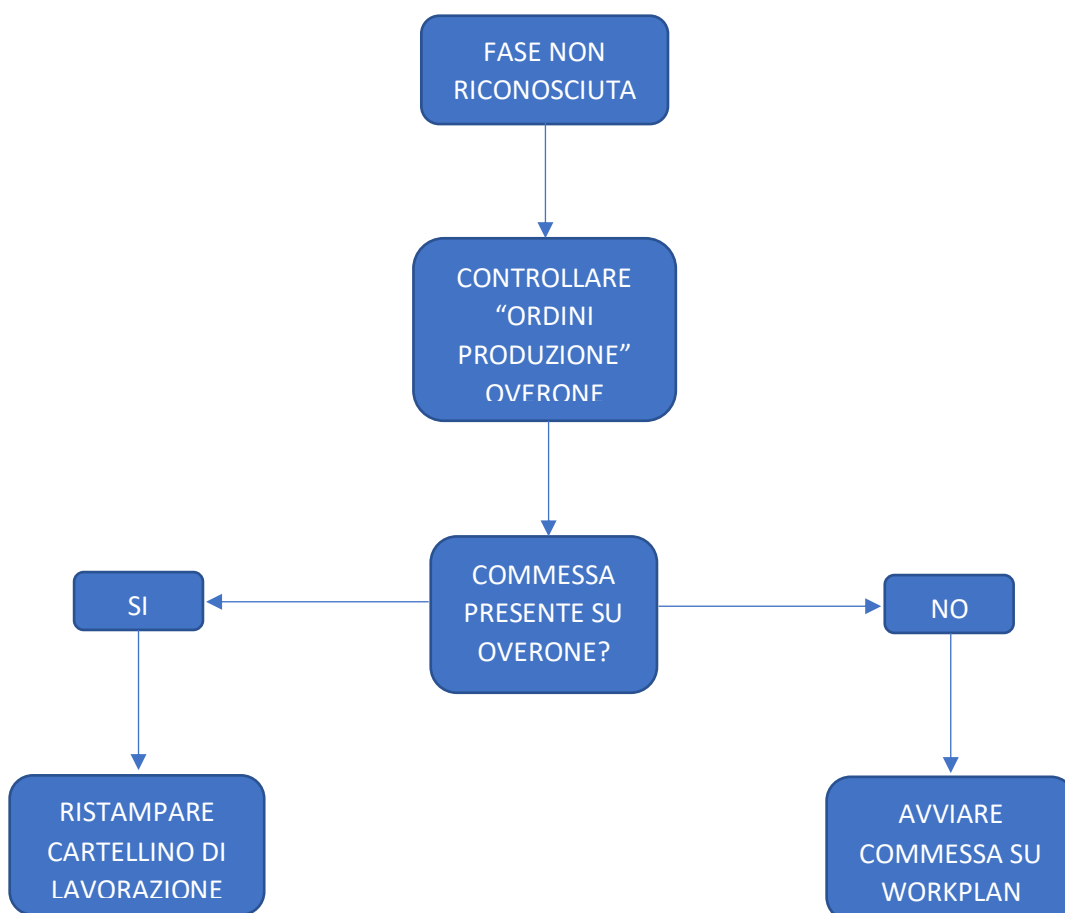 FASE NON
RICONOSCIUTA
CONTROLLARE
“ORDINI
PRODUZIONE”
OVERONE
COMMESSA
PRESENTE SU
OVERONE?
SI
NO
RISTAMPARE
CARTELLINO DI
LAVORAZIONE
AVVIARE
COMMESSA SU
WORKPLAN